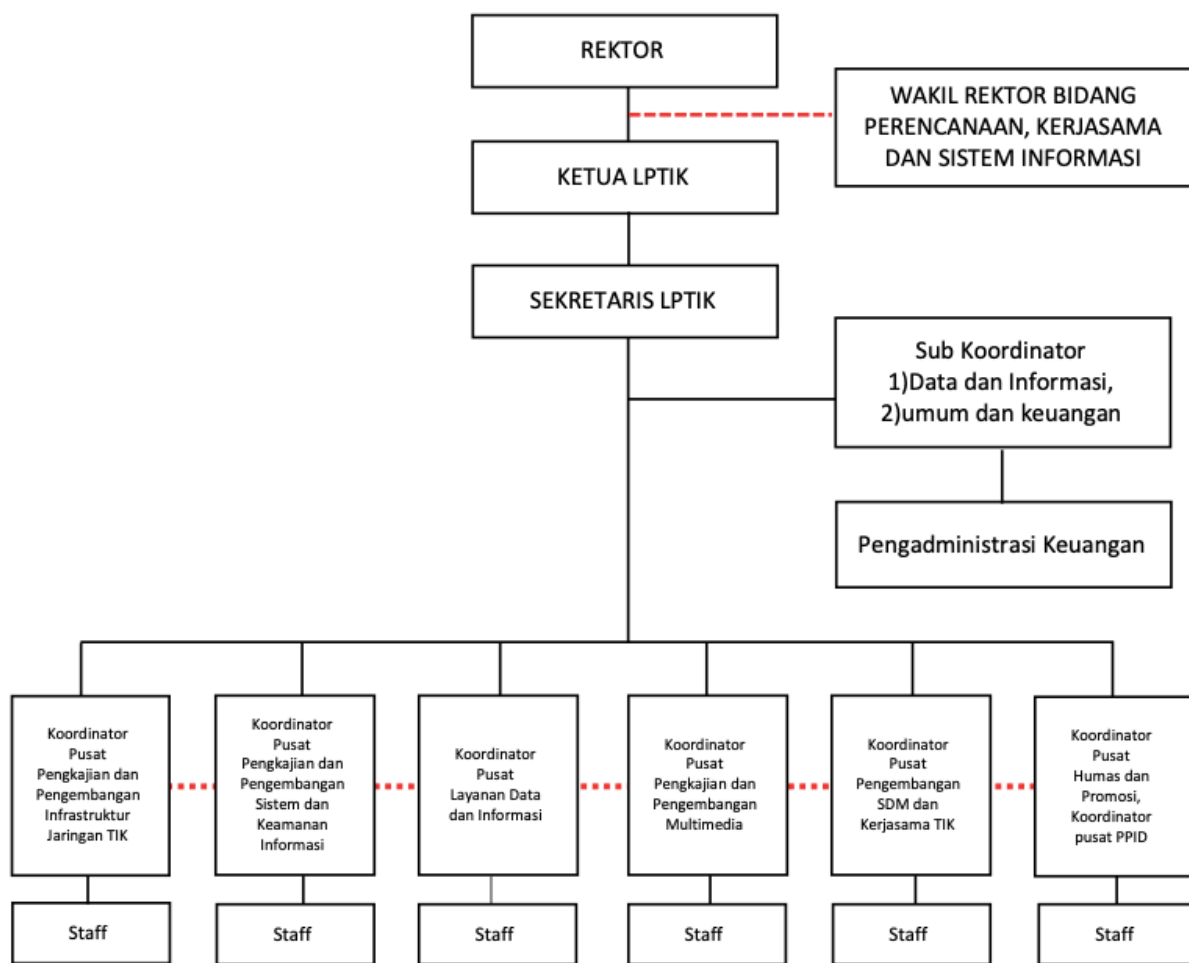 REKTOR
WAKIL REKTOR BIDANG
PERENCANAAN, KERJASAMA
DAN SISTEM INFORMASI
KETUA LPTIK
SEKRETARIS LPTIK
Sub Koordinator
1)Data dan Informasi,
2)umum dan keuangan
Pengadministrasi Keuangan
Koordinator
Pusat
Pengkajian dan
Pengembangan
Infrastruktur
Jaringan TIK
Koordinator
Pusat
Pengkajian dan
Pengembangan
Sistem dan
Keamanan
Informasi
Koordinator
Pusat
Layanan Data
dan Informasi
Koordinator
Pusat
Pengkajian dan
Pengembangan
Multimedia
Koordinator
Pusat
Pengembangan
SDM dan
Kerjasama TIK
Koordinator
Pusat
Humas dan
Promosi,
Koordinator
pusat PPID
Staff
Staff
Staff
Staff
Staff
Staff